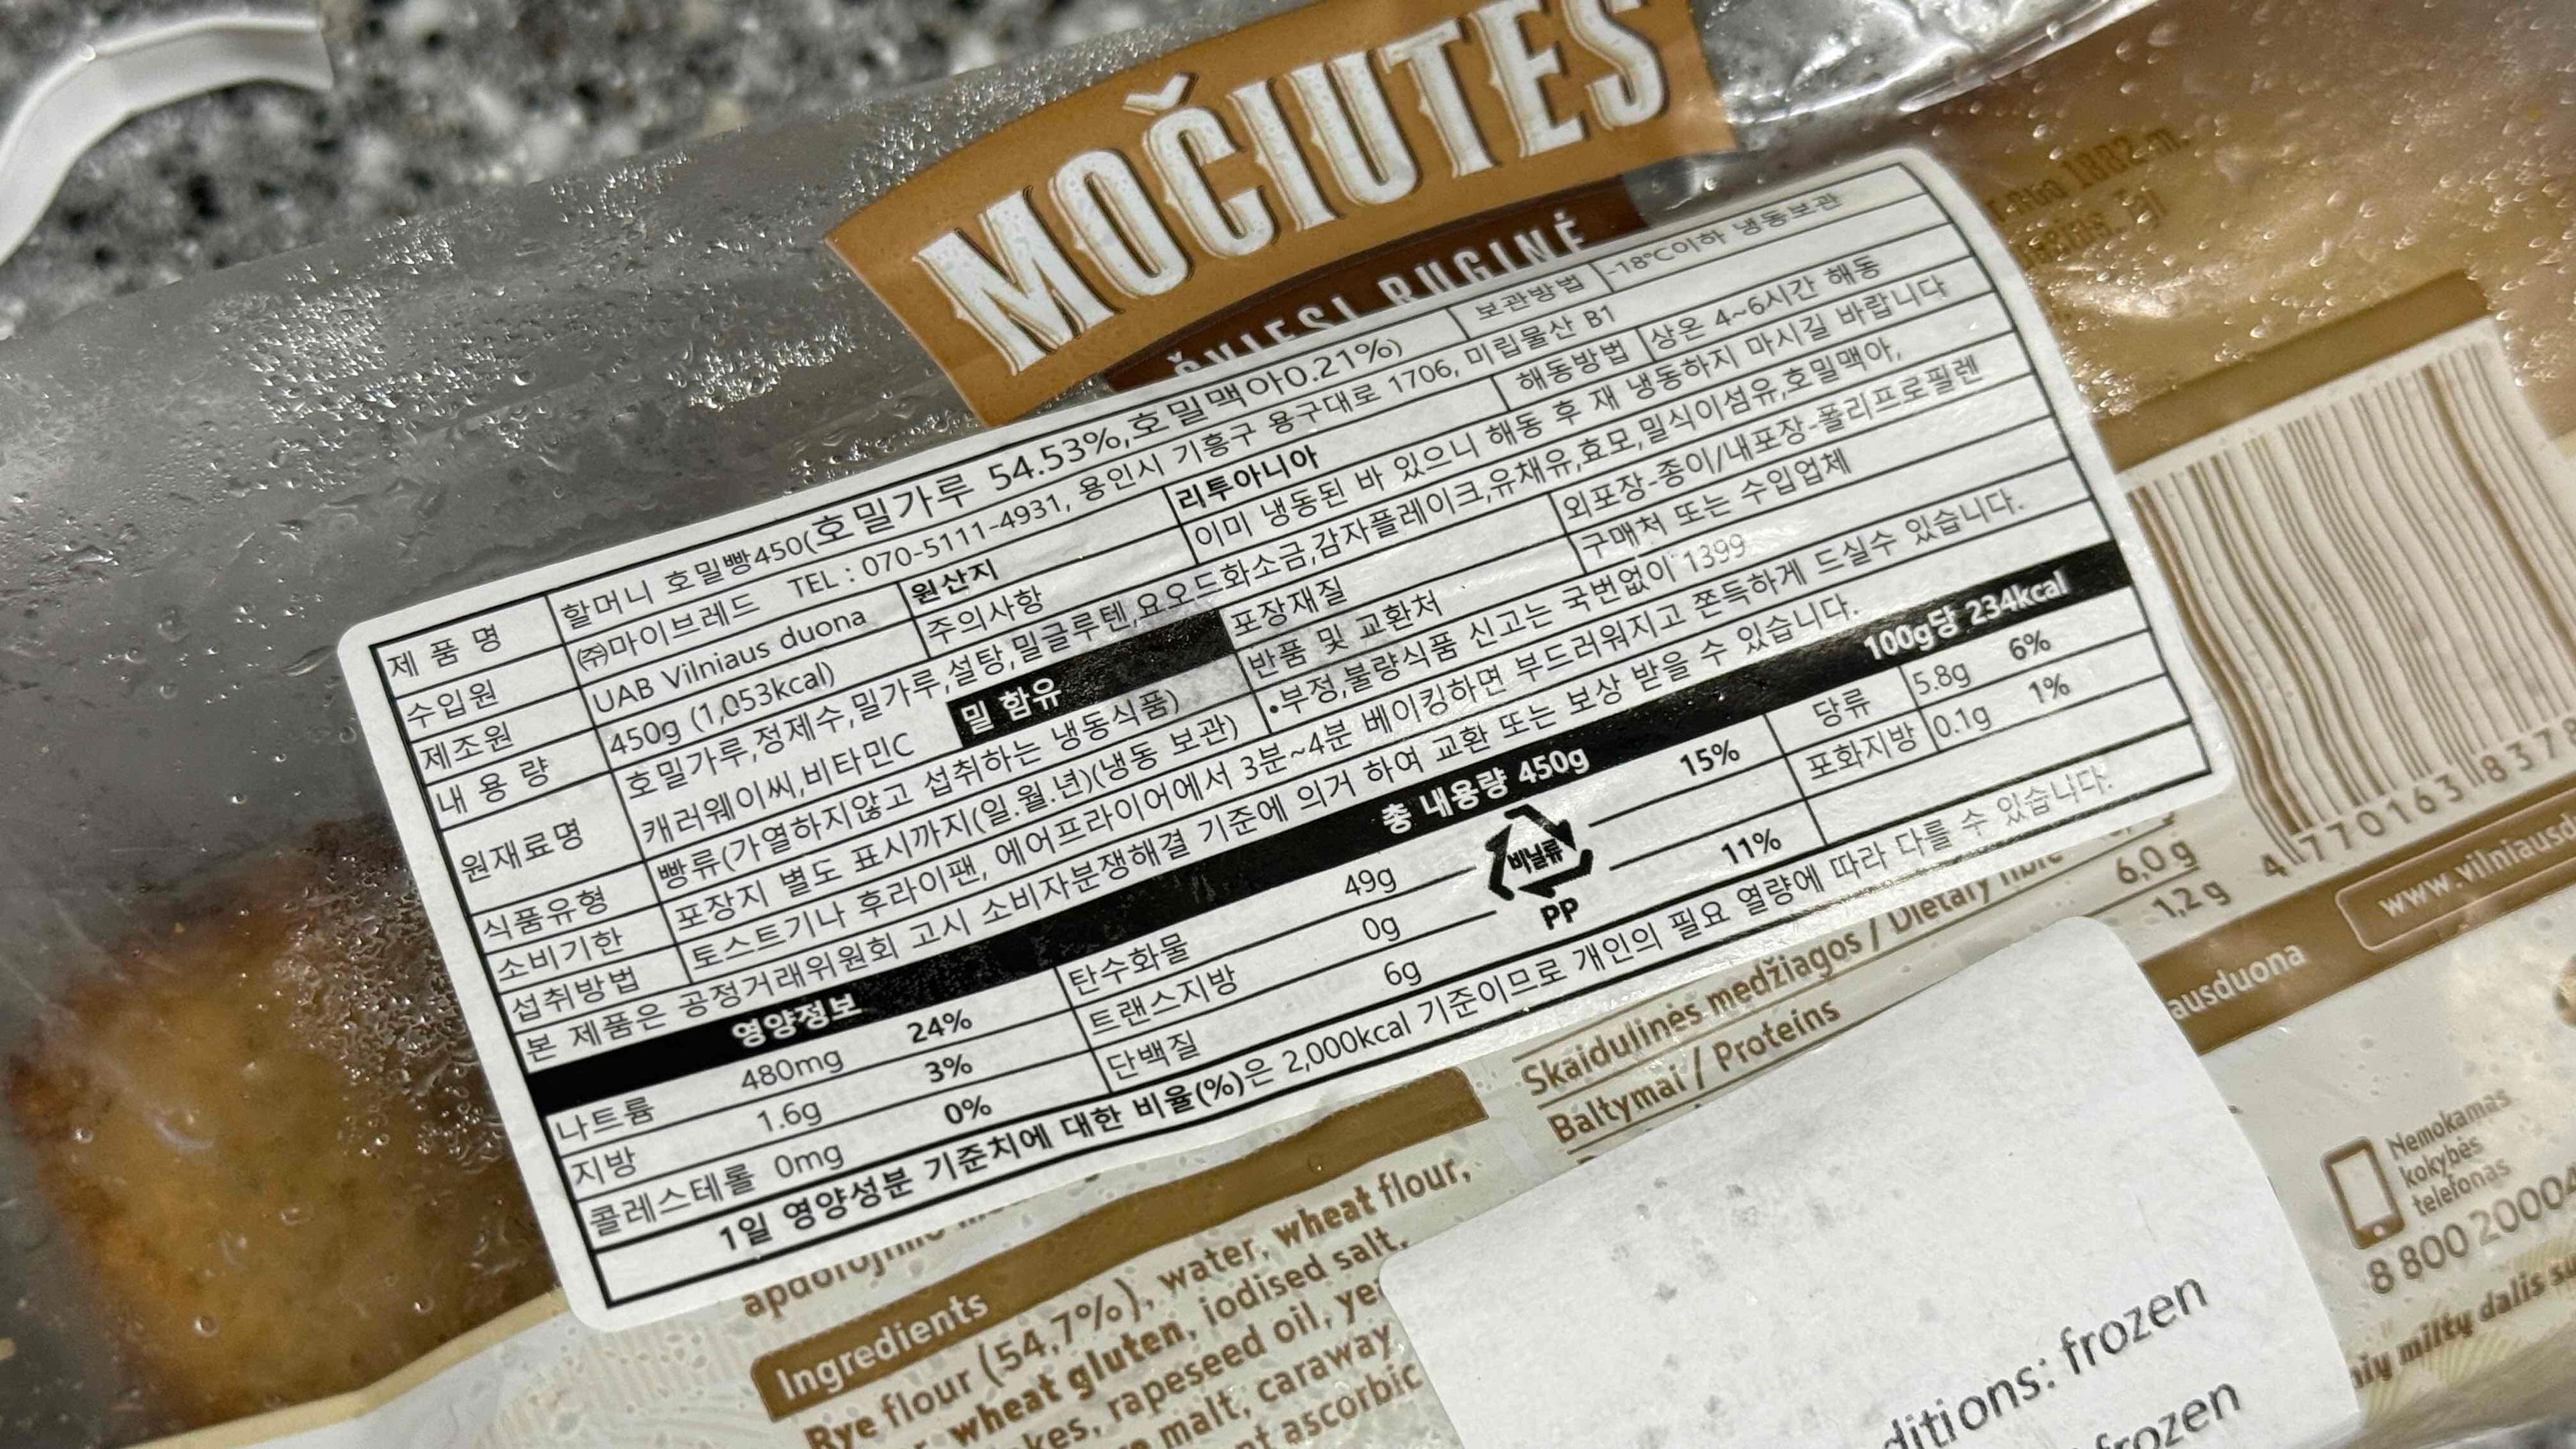 MOČIUTĖS
ŠVIESI RUGINĖ
제 품 명 할머니 호밀빵450(호밀가루 54.53%,호밀맥아0.21%) 보관방법 -18℃이하 냉동보관
수입원 ㈜마이브레드 TEL : 070-5111-4931, 용인시 기흥구 용구대로 1706, 미립물산 B1
제조원 UAB Vilniaus duona 원산지 리투아니아 해동방법 상온 4~6시간 해동
내 용 량 450g (1,053kcal) 주의사항 이미 냉동된 바 있으니 해동 후 재 냉동하지 마시길 바랍니다
원재료명 호밀가루,정제수,밀가루,설탕,밀글루텐,요오드화소금,감자플레이크,유채유,효모,밀식이섬유,호밀맥아,
캐러웨이씨,비타민C 밀 함유 포장재질 외포장-종이/내포장-폴리프로필렌
식품유형 빵류(가열하지않고 섭취하는 냉동식품) 반품 및 교환처 구매처 또는 수입업체
소비기한 포장지 별도 표시까지(일.월.년)(냉동 보관) •부정,불량식품 신고는 국번없이 1399
섭취방법 토스트기나 후라이팬, 에어프라이어에서 3분~4분 베이킹하면 부드러워지고 쫀득하게 드실수 있습니다.
본 제품은 공정거래위원회 고시 소비자분쟁해결 기준에 의거 하여 교환 또는 보상 받을 수 있습니다.
영양정보 총 내용량 450g 100g당 234kcal
나트륨 480mg 24% 탄수화물 49g 15% 당류 5.8g 6%
지방 1.6g 3% 트랜스지방 0g 포화지방 0.1g 1%
콜레스테롤 0mg 0% 단백질 6g 11%
비닐류
PP
1일 영양성분 기준치에 대한 비율(%)은 2,000kcal 기준이므로 개인의 필요 열량에 따라 다를 수 있습니다.
Skaidulinės medžiagos / Dietary 6,0 g
Baltymai / Proteins 1,2 g
Ingredients
Rye flour (54,7%), water, wheat flour,
wheat gluten, iodised salt,
rapeseed oil,
malt, caraway
ascorbic
4 770163 8378
www.vilniausd
ausduona
Nemokamas
kokybės
telefonas
8 800 20004
milty dalis
ditions: frozen
frozen
1882 m.